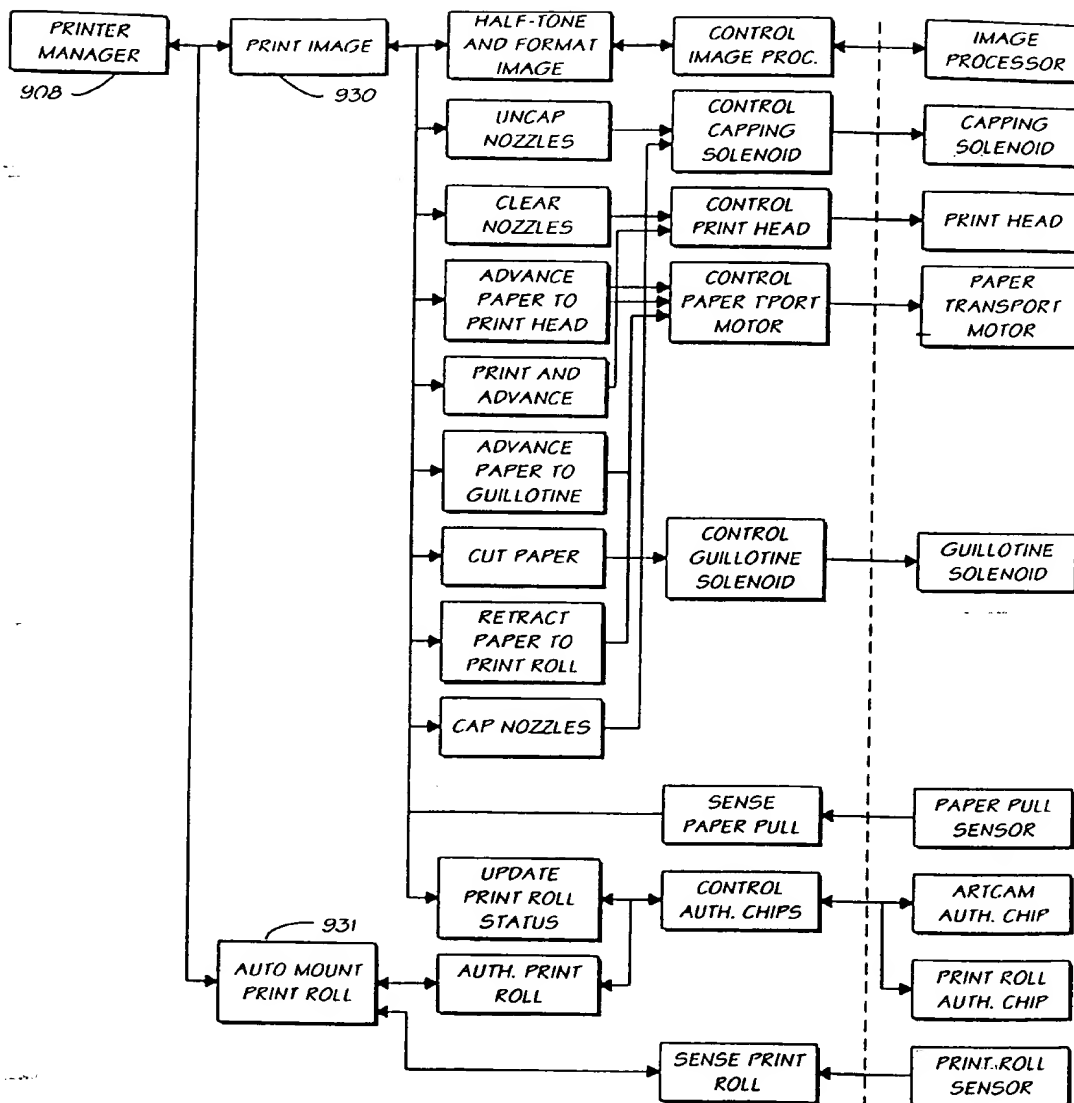 PRINTER
MANAGER
908
PRINT IMAGE
930
HALF-TONE
AND FORMAT
IMAGE
CONTROL
IMAGE PROC.
IMAGE
PROCESSOR
UNCAP
NOZZLES
CONTROL
CAPPING
SOLENOID
CAPPING
SOLENOID
CLEAR
NOZZLES
CONTROL
PRINT HEAD
PRINT HEAD
ADVANCE
PAPER TO
PRINT HEAD
CONTROL
PAPER T'PORT
MOTOR
PAPER
TRANSPORT
MOTOR
PRINT AND
ADVANCE
ADVANCE
PAPER TO
GUILLOTINE
CUT PAPER
CONTROL
GUILLOTINE
SOLENOID
GUILLOTINE
SOLENOID
RETRACT
PAPER TO
PRINT ROLL
CAP NOZZLES
SENSE
PAPER PULL
PAPER PULL
SENSOR
UPDATE
PRINT ROLL
STATUS
CONTROL
AUTH. CHIPS
ARTCAM
AUTH. CHIP
931
AUTO MOUNT
PRINT ROLL
AUTH. PRINT
ROLL
PRINT ROLL
AUTH. CHIP
SENSE PRINT
ROLL
PRINT ROLL
SENSOR